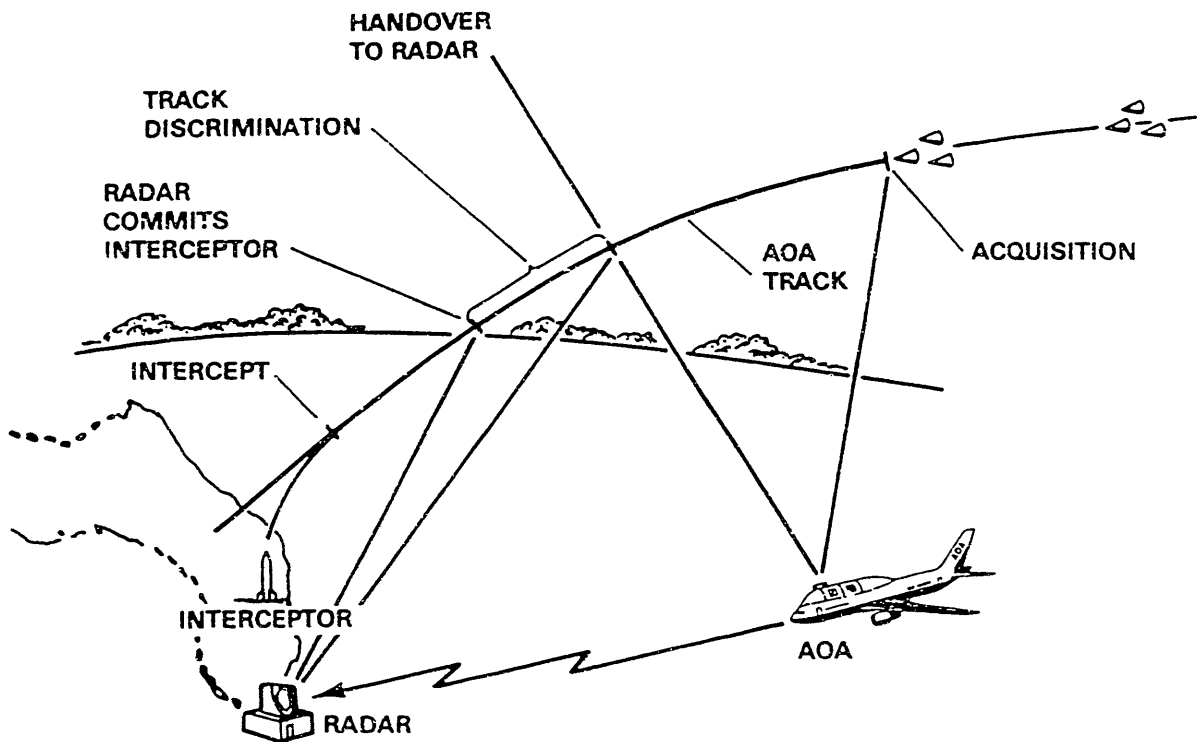 HANDOVER
TO RADAR
TRACK
DISCRIMINATION
RADAR
COMMITS
INTERCEPTOR
AOA
TRACK
ACQUISITION
INTERCEPT
AOA
INTERCEPTOR
AOA
RADAR